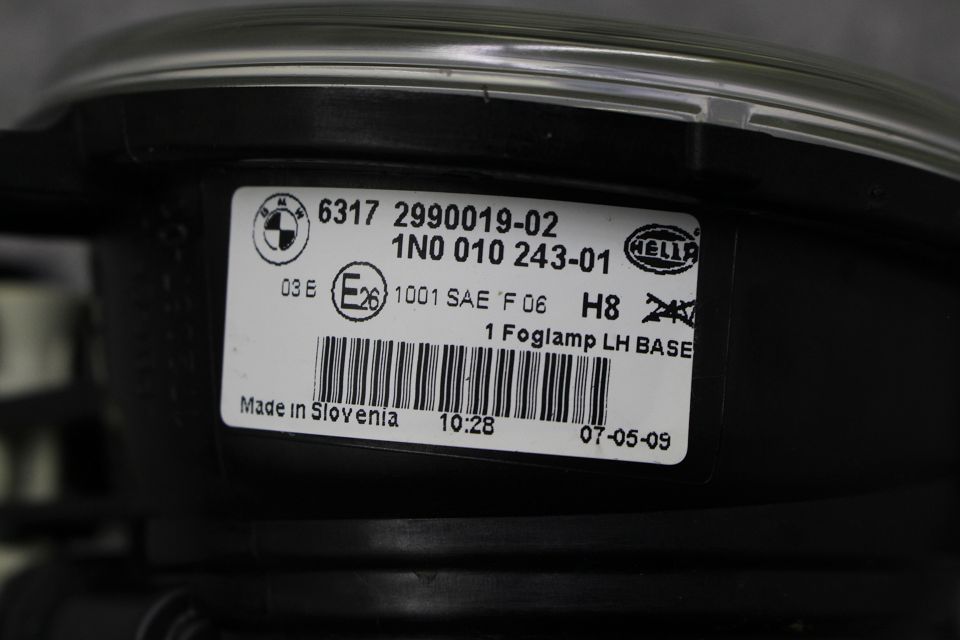 BMW 6317 2990019-02
1N0 010 243-01 HELLA
03 B E26 1001 SAE F 06 H8 24V
1 Foglamp LH BASE
Made in Slovenia 10:28 07-05-09